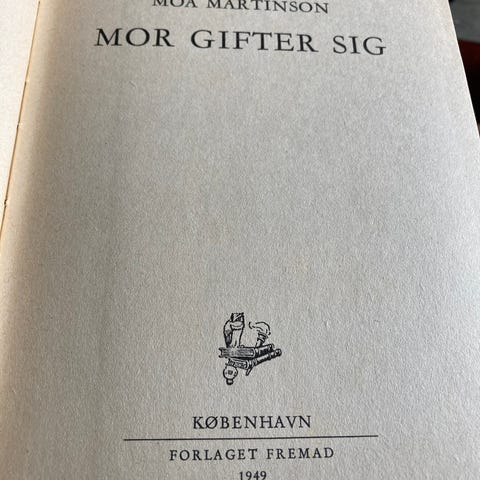 MOA MARTINSON
MOR GIFTER SIG
KØBENHAVN
FORLAGET FREMAD
1949